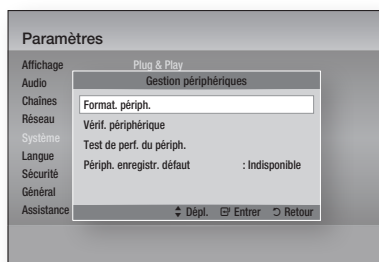 Paramètres
Affichage
Plug & Play
Audio
Gestion périphériques
Chaînes
Format. périph.
Réseau
Vérif. périphérique
Système
Test de perf. du périph.
Langue
Périph. enregistr. défaut : Indisponible
Sécurité
Général
Assistance
Dépl. Entrer Retour